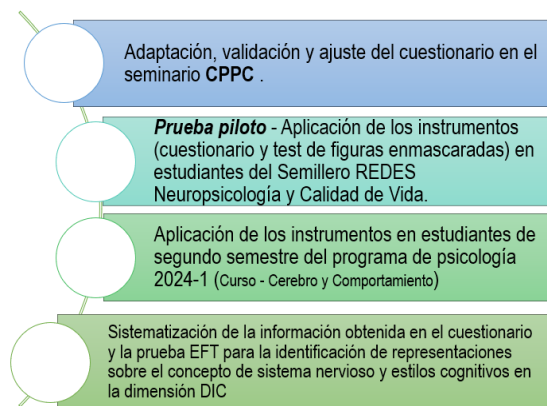 Adaptación, validación y ajuste del cuestionario en el
seminario CPPC .
Prueba piloto - Aplicación de los instrumentos
(cuestionario y test de figuras enmascaradas) en
estudiantes del Semillero REDES
Neuropsicología y Calidad de Vida.
Aplicación de los instrumentos en estudiantes de
segundo semestre del programa de psicología
2024-1 (Curso - Cerebro y Comportamiento)
Sistematización de la información obtenida en el cuestionario
y la prueba EFT para la identificación de representaciones
sobre el concepto de sistema nervioso y estilos cognitivos en
la dimensión DIC